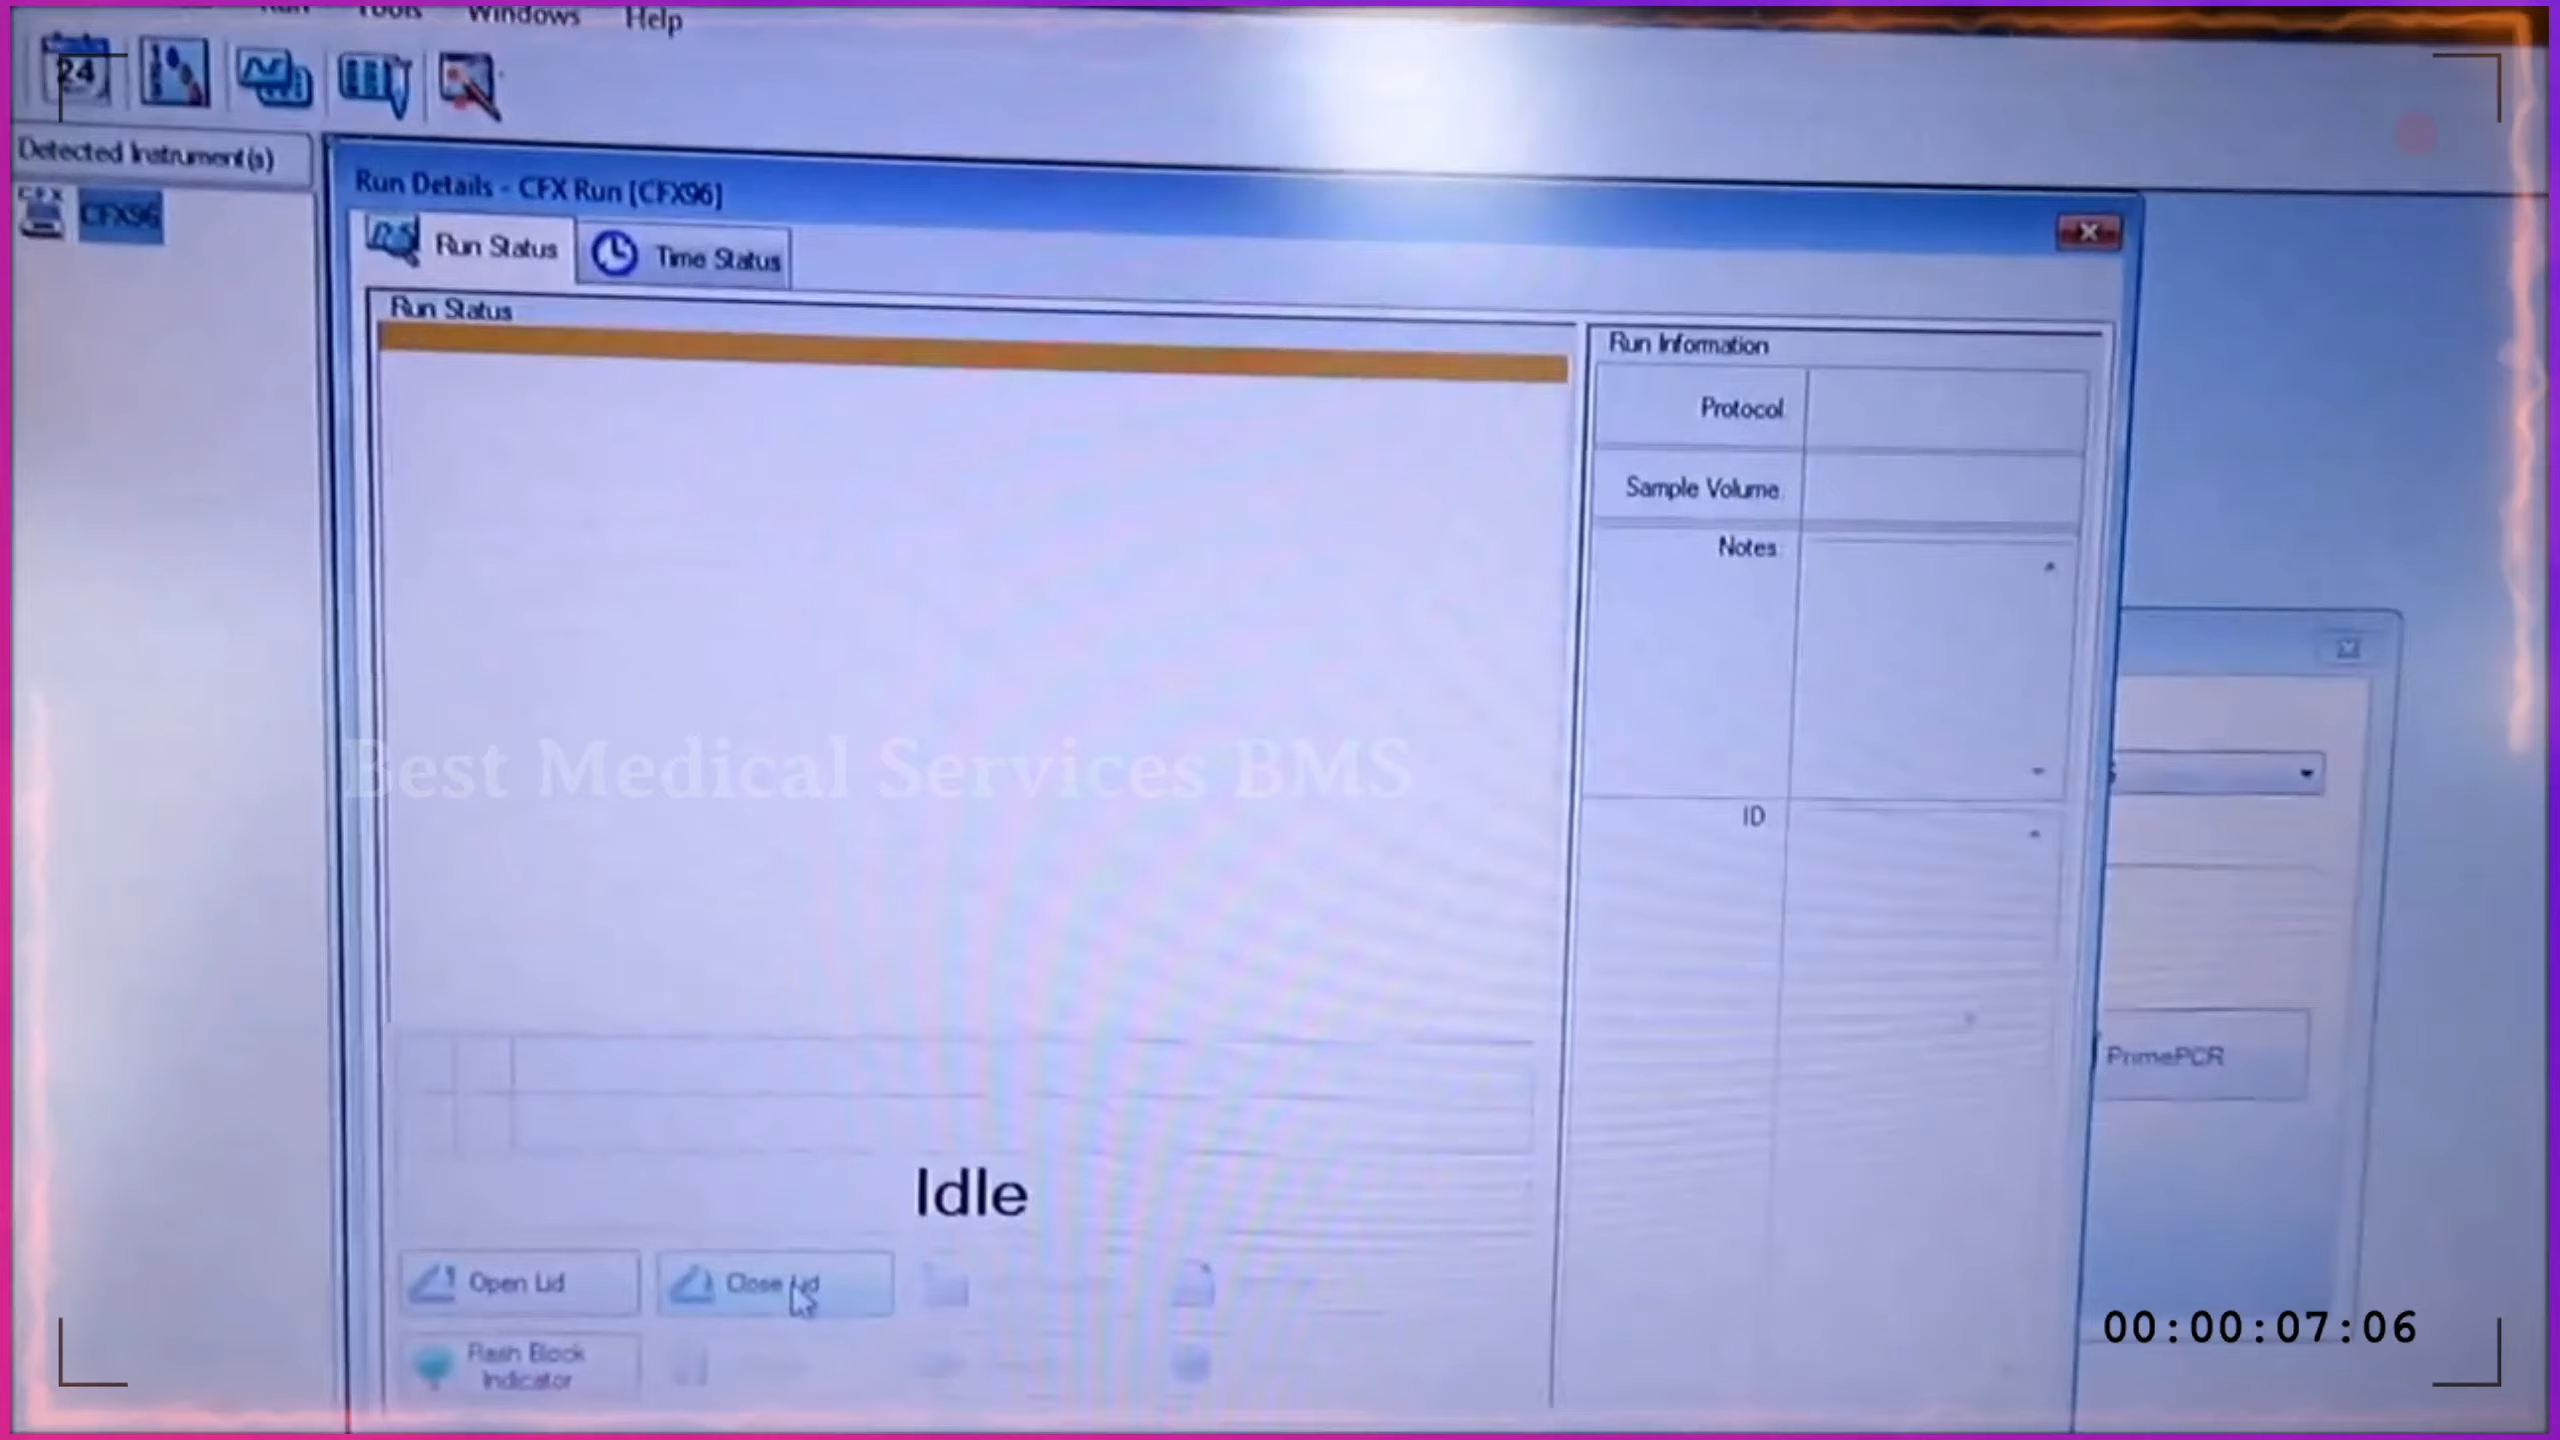 Tools Windows Help
24
Detected Instrument(s)
CFX
CFX96
Run Details - CFX Run [CFX96]
Run Status
Time Status
Run Status
Run Information
Protocol
Sample Volume
Notes
ID
Best Medical Services BMS
PrimePCR
Idle
Open Lid
Close Lid
Flash Block
Indicator
00:00:07:06